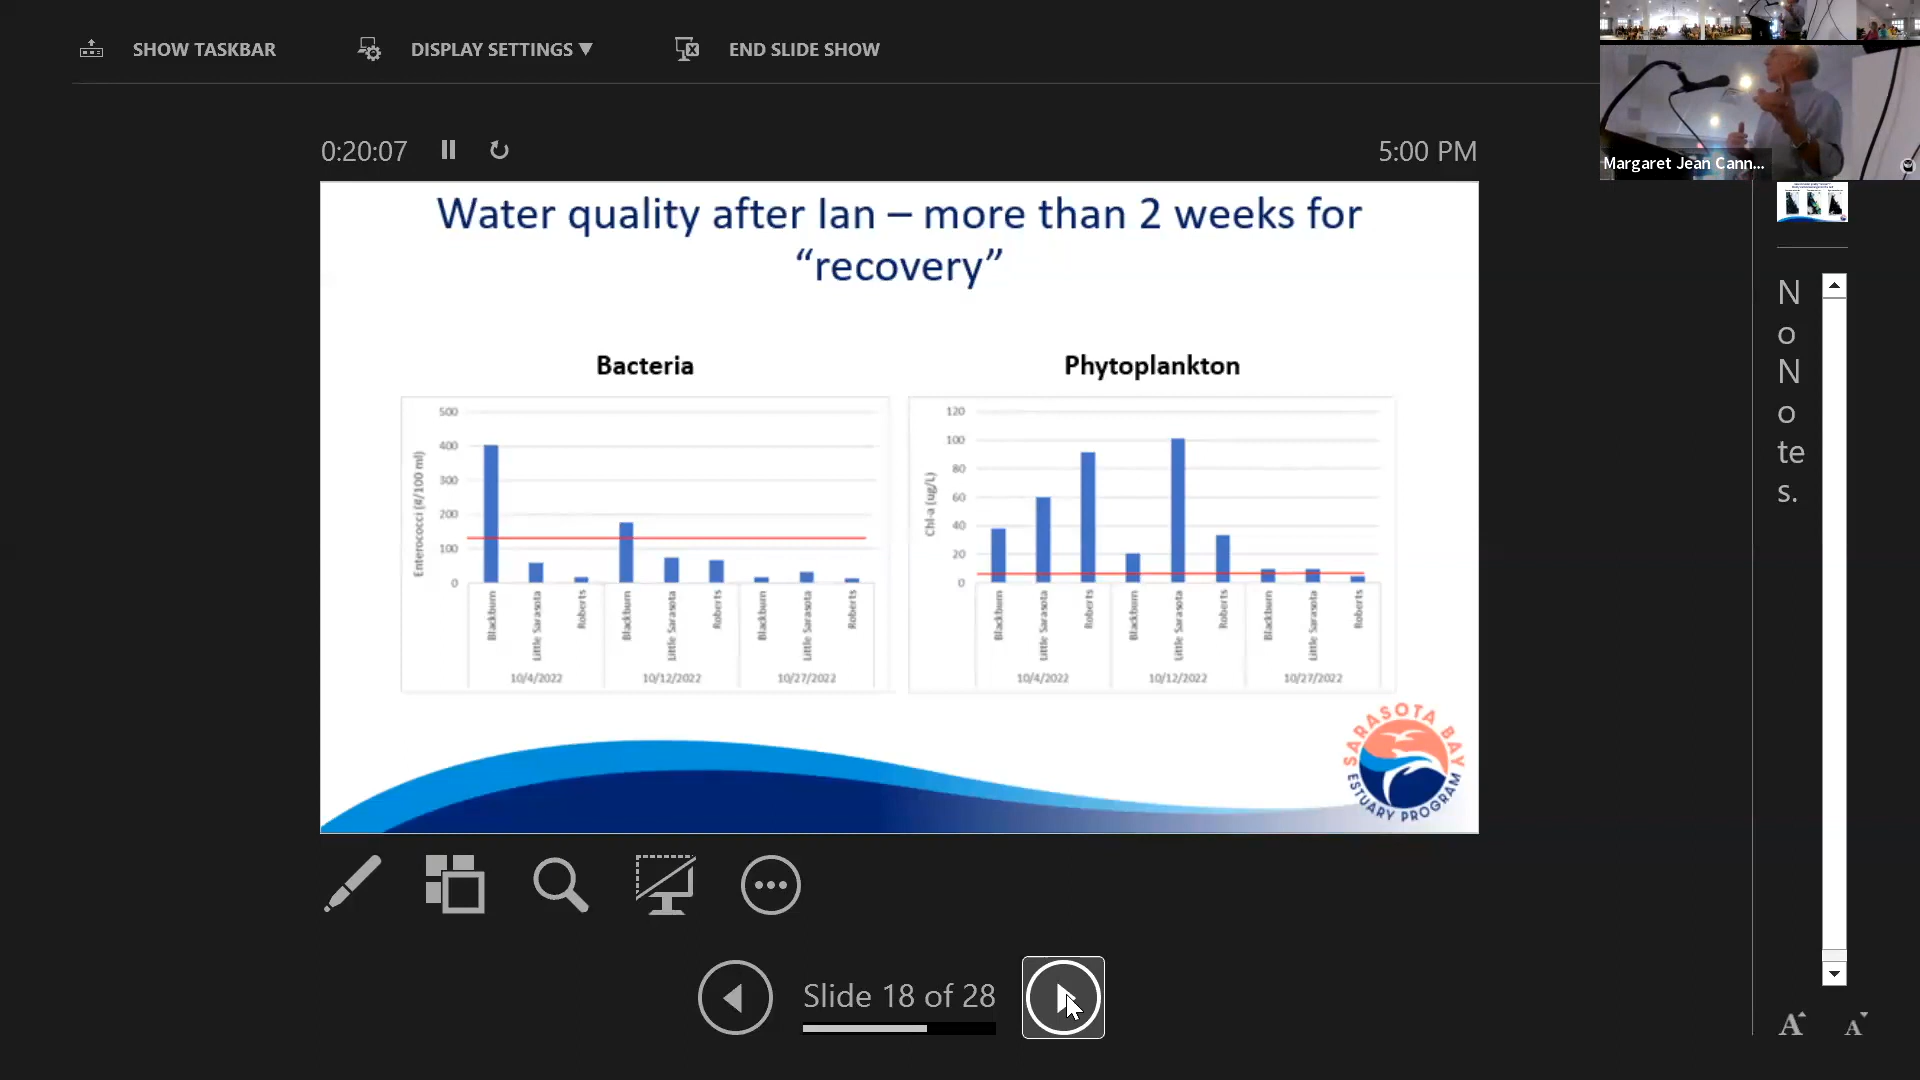 SHOW TASKBAR
DISPLAY SETTINGS ▼
END SLIDE SHOW
Margaret Jean Cann...
0:20:07
5:00 PM
Water quality after Ian – more than 2 weeks for
“recovery”
Bacteria
Enterococci (#/100 ml)
500
400
300
200
100
0
Blackburn
Little Sarasota
Roberts
Blackburn
Little Sarasota
Roberts
Blackburn
Little Sarasota
Roberts
10/4/2022
10/12/2022
10/27/2022
Phytoplankton
Chl-a (ug/L)
120
100
80
60
40
20
0
Blackburn
Little Sarasota
Roberts
Blackburn
Little Sarasota
Roberts
Blackburn
Little Sarasota
Roberts
10/4/2022
10/12/2022
10/27/2022
SARASOTA BAY
ESTUARY PROGRAM
N
o
N
o
te
s.
Slide 18 of 28
A A